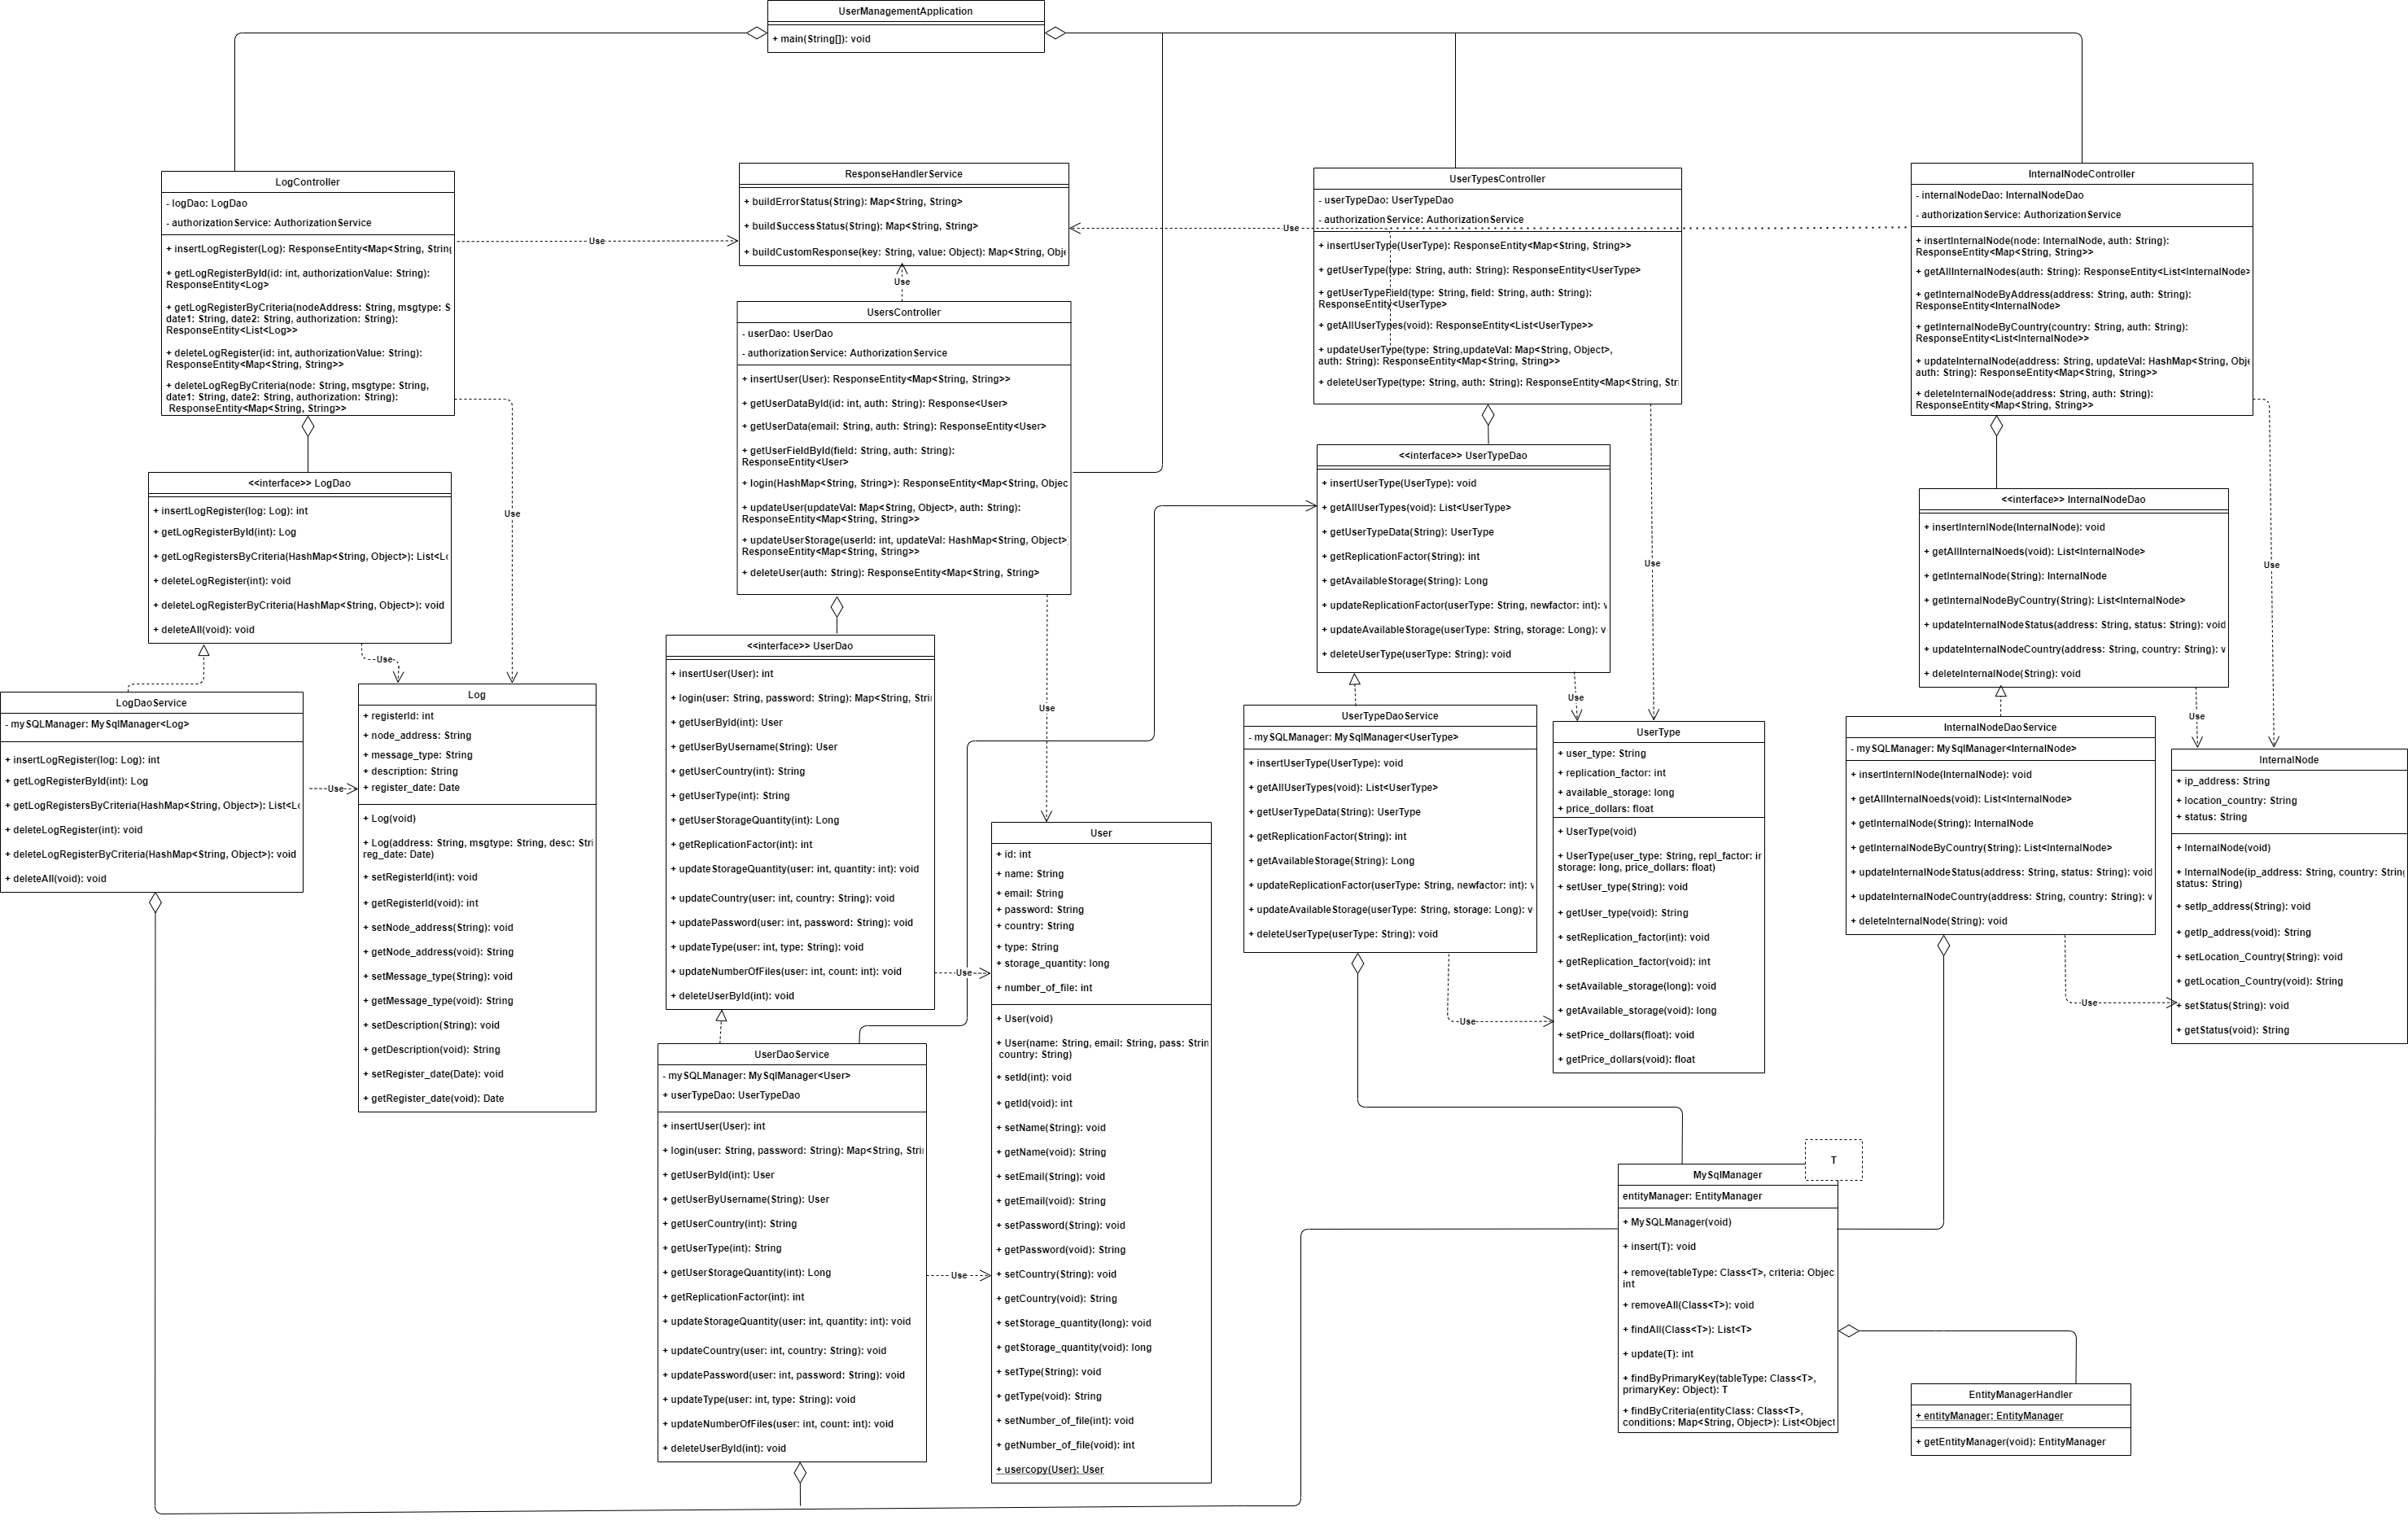 UserManagementApplication
+ main(String[]): void
LogController
- logDao: LogDao
- authorizationService: AuthorizationService
+ insertLogRegister(Log): ResponseEntity<Map<String, String
+ getLogRegisterById(id: int, authorizationValue: String):
ResponseEntity<Log>
+ getLogRegisterByCriteria(nodeAddress: String, msgtype: S
date1: String, date2: String, authorization: String):
ResponseEntity<List<Log>>
+ deleteLogRegister(id: int, authorizationValue: String):
ResponseEntity<Map<String, String>>
+ deleteLogRegByCriteria(node: String, msgtype: String,
date1: String, date2: String, authorization: String):
ResponseEntity<Map<String, String>>
Use
ResponseHandlerService
+ buildErrorStatus(String): Map<String, String>
+ buildSuccessStatus(String): Map<String, String>
+ buildCustomResponse(key: String, value: Object): Map<String, Obje
Use
UsersController
- userDao: UserDao
- authorizationService: AuthorizationService
+ insertUser(User): ResponseEntity<Map<String, String>>
+ getUserDataById(id: int, auth: String): Response<User>
+ getUserData(email: String, auth: String): ResponseEntity<User>
+ getUserFieldById(field: String, auth: String):
ResponseEntity<User>
+ login(HashMap<String, String>): ResponseEntity<Map<String, Objec
+ updateUser(updateVal: Map<String, Object>, auth: String):
ResponseEntity<Map<String, String>>
+ updateUserStorage(userId: int, updateVal: HashMap<String, Object>
ResponseEntity<Map<String, String>>
+ deleteUser(auth: String): ResponseEntity<Map<String, String>
Use
UserTypesController
- userTypeDao: UserTypeDao
- authorizationService: AuthorizationService
+ insertUserType(UserType): ResponseEntity<Map<String, String>>
+ getUserType(type: String, auth: String): ResponseEntity<UserType>
+ getUserTypeField(type: String, field: String, auth: String):
ResponseEntity<UserType>
+ getAllUserTypes(void): ResponseEntity<List<UserType>>
+ updateUserType(type: String,updateVal: Map<String, Object>,
auth: String): ResponseEntity<Map<String, String>>
+ deleteUserType(type: String, auth: String): ResponseEntity<Map<String, Stri
InternalNodeController
- internalNodeDao: InternalNodeDao
- authorizationService: AuthorizationService
+ insertInternalNode(node: InternalNode, auth: String):
ResponseEntity<Map<String, String>>
+ getAllInternalNodes(auth: String): ResponseEntity<List<InternalNode>
+ getInternalNodeByAddress(address: String, auth: String):
ResponseEntity<InternalNode>
+ getInternalNodeByCountry(country: String, auth: String):
ResponseEntity<List<InternalNode>>
+ updateInternalNode(address: String, updateVal: HashMap<String, Obje
auth: String): ResponseEntity<Map<String, String>>
+ deleteInternalNode(address: String, auth: String):
ResponseEntity<Map<String, String>>
<<interface>> LogDao
+ insertLogRegister(log: Log): int
+ getLogRegisterById(int): Log
+ getLogRegistersByCriteria(HashMap<String, Object>): List<Lo
+ deleteLogRegister(int): void
+ deleteLogRegisterByCriteria(HashMap<String, Object>): void
+ deleteAll(void): void
Use
Use
<<interface>> UserTypeDao
+ insertUserType(UserType): void
+ getAllUserTypes(void): List<UserType>
+ getUserTypeData(String): UserType
+ getReplicationFactor(String): int
+ getAvailableStorage(String): Long
+ updateReplicationFactor(userType: String, newfactor: int): v
+ updateAvailableStorage(userType: String, storage: Long): v
+ deleteUserType(userType: String): void
Use
Use
<<interface>> InternalNodeDao
+ insertInternlNode(InternalNode): void
+ getAllInternalNoeds(void): List<InternalNode>
+ getInternalNode(String): InternalNode
+ getInternalNodeByCountry(String): List<InternalNode>
+ updateInternalNodeStatus(address: String, status: String): void
+ updateInternalNodeCountry(address: String, country: String): v
+ deleteInternalNode(String): void
Use
Use
<<interface>> UserDao
+ insertUser(User): int
+ login(user: String, password: String): Map<String, Stri
+ getUserById(int): User
+ getUserByUsername(String): User
+ getUserCountry(int): String
+ getUserType(int): String
+ getUserStorageQuantity(int): Long
+ getReplicationFactor(int): int
+ updateStorageQuantity(user: int, quantity: int): void
+ updateCountry(user: int, country: String): void
+ updatePassword(user: int, password: String): void
+ updateType(user: int, type: String): void
+ updateNumberOfFiles(user: int, count: int): void
+ deleteUserById(int): void
Use
Use
LogDaoService
- mySQLManager: MySqlManager<Log>
+ insertLogRegister(log: Log): int
+ getLogRegisterById(int): Log
+ getLogRegistersByCriteria(HashMap<String, Object>): List<Lo
+ deleteLogRegister(int): void
+ deleteLogRegisterByCriteria(HashMap<String, Object>): void
+ deleteAll(void): void
Use
Log
+ registerId: int
+ node_address: String
+ message_type: String
+ description: String
+ register_date: Date
+ Log(void)
+ Log(address: String, msgtype: String, desc: Stri
reg_date: Date)
+ setRegisterId(int): void
+ getRegisterId(void): int
+ setNode_address(String): void
+ getNode_address(void): String
+ setMessage_type(String): void
+ getMessage_type(void): String
+ setDescription(String): void
+ getDescription(void): String
+ setRegister_date(Date): void
+ getRegister_date(void): Date
UserTypeDaoService
- mySQLManager: MySqlManager<UserType>
+ insertUserType(UserType): void
+ getAllUserTypes(void): List<UserType>
+ getUserTypeData(String): UserType
+ getReplicationFactor(String): int
+ getAvailableStorage(String): Long
+ updateReplicationFactor(userType: String, newfactor: int): v
+ updateAvailableStorage(userType: String, storage: Long): v
+ deleteUserType(userType: String): void
Use
UserType
+ user_type: String
+ replication_factor: int
+ available_storage: long
+ price_dollars: float
+ UserType(void)
+ UserType(user_type: String, repl_factor: in
storage: long, price_dollars: float)
+ setUser_type(String): void
+ getUser_type(void): String
+ setReplication_factor(int): void
+ getReplication_factor(void): int
+ setAvailable_storage(long): void
+ getAvailable_storage(void): long
+ setPrice_dollars(float): void
+ getPrice_dollars(void): float
InternalNodeDaoService
- mySQLManager: MySqlManager<InternalNode>
+ insertInternlNode(InternalNode): void
+ getAllInternalNoeds(void): List<InternalNode>
+ getInternalNode(String): InternalNode
+ getInternalNodeByCountry(String): List<InternalNode>
+ updateInternalNodeStatus(address: String, status: String): void
+ updateInternalNodeCountry(address: String, country: String): v
+ deleteInternalNode(String): void
Use
InternalNode
+ ip_address: String
+ location_country: String
+ status: String
+ InternalNode(void)
+ InternalNode(ip_address: String, country: String
status: String)
+ setIp_address(String): void
+ getIp_address(void): String
+ setLocation_Country(String): void
+ getLocation_Country(void): String
+ setStatus(String): void
+ getStatus(void): String
User
+ id: int
+ name: String
+ email: String
+ password: String
+ country: String
+ type: String
+ storage_quantity: long
+ number_of_file: int
+ User(void)
+ User(name: String, email: String, pass: Strin
country: String)
+ setId(int): void
+ getId(void): int
+ setName(String): void
+ getName(void): String
+ setEmail(String): void
+ getEmail(void): String
+ setPassword(String): void
+ getPassword(void): String
+ setCountry(String): void
+ getCountry(void): String
+ setStorage_quantity(long): void
+ getStorage_quantity(void): long
+ setType(String): void
+ getType(void): String
+ setNumber_of_file(int): void
+ getNumber_of_file(void): int
+ usercopy(User): User
UserDaoService
- mySQLManager: MySqlManager<User>
+ userTypeDao: UserTypeDao
+ insertUser(User): int
+ login(user: String, password: String): Map<String, Stri
+ getUserById(int): User
+ getUserByUsername(String): User
+ getUserCountry(int): String
+ getUserType(int): String
+ getUserStorageQuantity(int): Long
+ getReplicationFactor(int): int
+ updateStorageQuantity(user: int, quantity: int): void
+ updateCountry(user: int, country: String): void
+ updatePassword(user: int, password: String): void
+ updateType(user: int, type: String): void
+ updateNumberOfFiles(user: int, count: int): void
+ deleteUserById(int): void
Use
T
MySqlManager
entityManager: EntityManager
+ MySQLManager(void)
+ insert(T): void
+ remove(tableType: Class<T>, criteria: Objec
int
+ removeAll(Class<T>): void
+ findAll(Class<T>): List<T>
+ update(T): int
+ findByPrimaryKey(tableType: Class<T>,
primaryKey: Object): T
+ findByCriteria(entityClass: Class<T>,
conditions: Map<String, Object>): List<Object
EntityManagerHandler
+ entityManager: EntityManager
+ getEntityManager(void): EntityManager